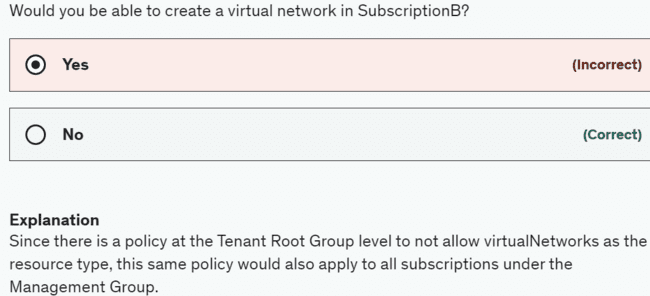 Would you be able to create a virtual network in SubscriptionB?
Yes
(Incorrect)
No
(Correct)
Explanation
Since there is a policy at the Tenant Root Group level to not allow virtualNetworks as the
resource type, this same policy would also apply to all subscriptions under the
Management Group.